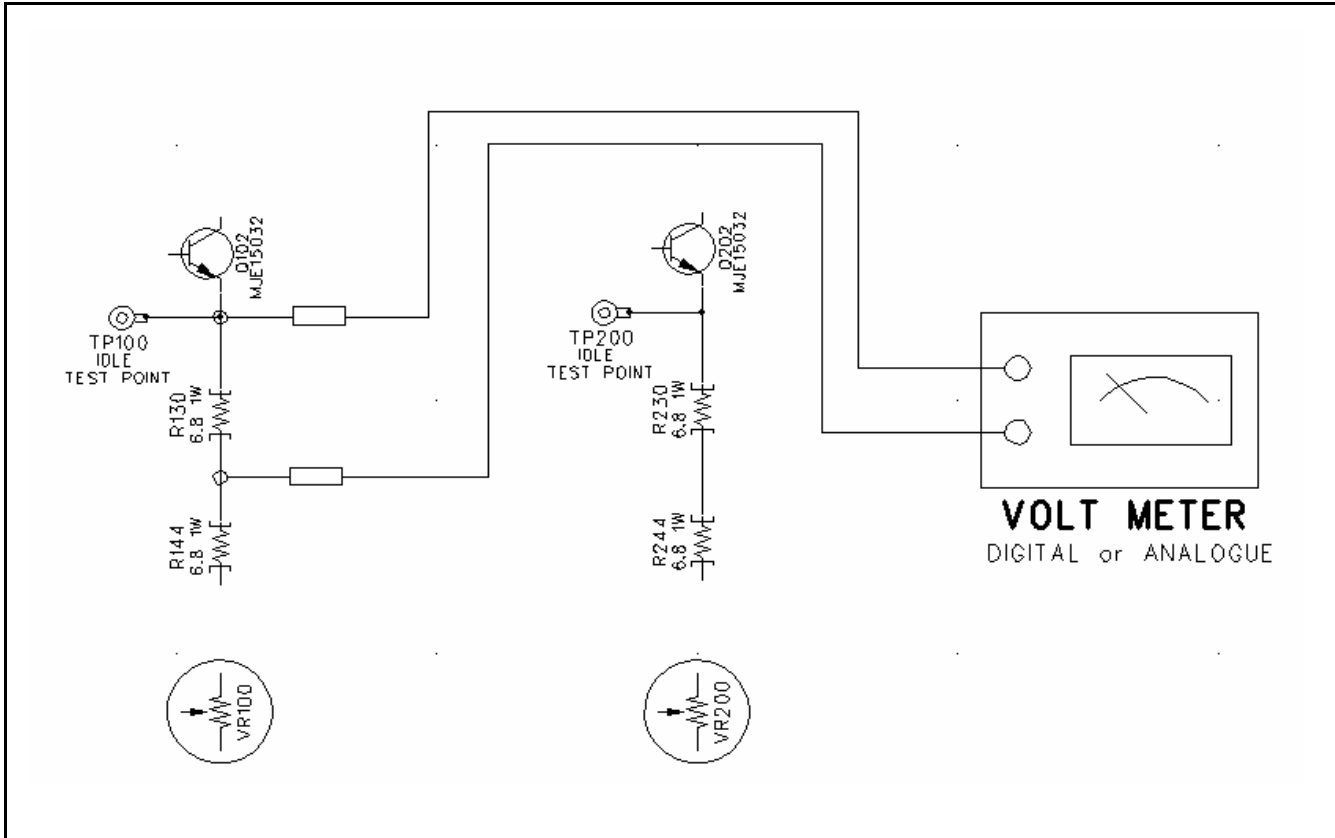 Q102
MJE15032
TP100
IDLE
TEST POINT
R130
6.8 1W
R144
6.8 1W
VR100
Q202
MJE15032
TP200
IDLE
TEST POINT
R230
6.8 1W
R244
6.8 1W
VR200
VOLT METER
DIGITAL or ANALOGUE